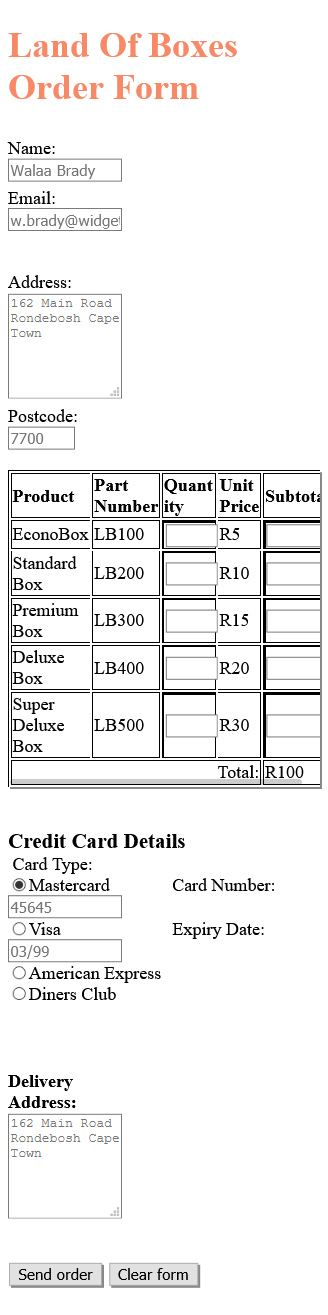 Land Of Boxes
Order Form
Name:
Walaa Brady
Email:
w.brady@widget
Address:
162 Main Road
Rondebosh Cape
Town
Postcode:
7700
Product Part Number Quantity Unit Price Subtota
EconoBox LB100 R5
Standard Box LB200 R10
Premium Box LB300 R15
Deluxe Box LB400 R20
Super Deluxe Box LB500 R30
Total: R100
Credit Card Details
Card Type:
Mastercard Card Number:
45645
Visa Expiry Date:
03/99
American Express
Diners Club
Delivery
Address:
162 Main Road
Rondebosh Cape
Town
Send order Clear form